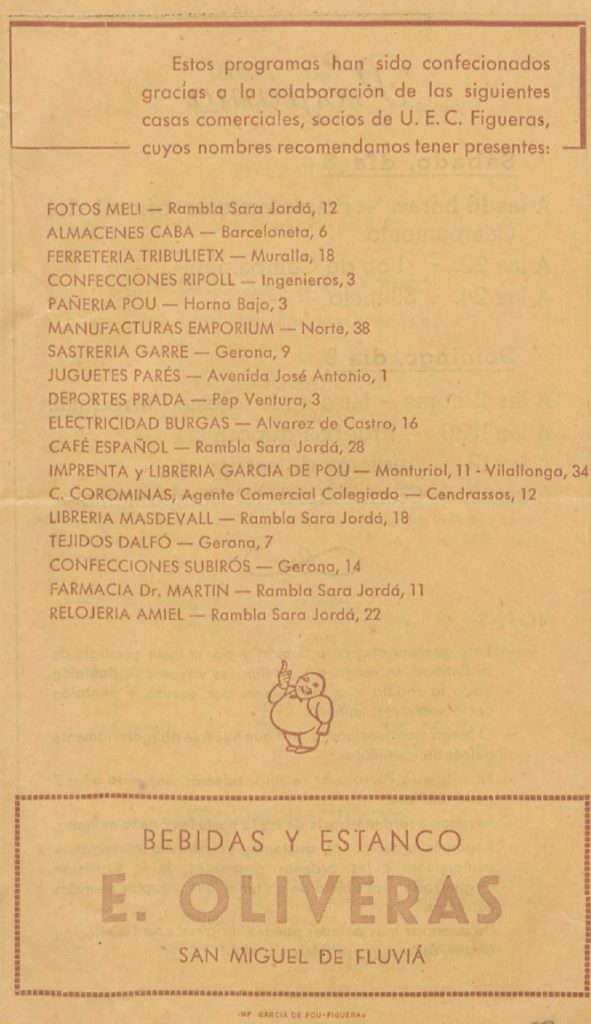 Estos programas han sido confecionados
gracias a la colaboración de las siguientes
casas comerciales, socios de U. E. C. Figueras,
cuyos nombres recomendamos tener presentes:
FOTOS MELI — Rambla Sara Jordá, 12
ALMACENES CABA — Barceloneta, 6
FERRETERIA TRIBULIETX — Muralla, 18
CONFECCIONES RIPOLL — Ingenieros, 3
PAÑERIA POU — Horno Bajo, 3
MANUFACTURAS EMPORIUM — Norte, 38
SASTRERIA GARRE — Gerona, 9
JUGUETES PARÉS — Avenida José Antonio, 1
DEPORTES PRADA — Pep Ventura, 3
ELECTRICIDAD BURGAS — Alvarez de Castro, 16
CAFÉ ESPAÑOL — Rambla Sara Jordá, 28
IMPRENTA y LIBRERIA GARCIA DE POU — Monturiol, 11 - Vilallonga, 34
C. COROMINAS, Agente Comercial Colegiado — Cendrassos, 12
LIBRERIA MASDEVALL — Rambla Sara Jordá, 18
TEJIDOS DALFÓ — Gerona, 7
CONFECCIONES SUBIRÓS — Gerona, 14
FARMACIA Dr. MARTIN — Rambla Sara Jordá, 11
RELOJERIA AMIEL — Rambla Sara Jordá, 22
BEBIDAS Y ESTANCO
E. OLIVERAS
SAN MIGUEL DE FLUVIÁ
IMP. GARCIA DE POU-FIGUERAS